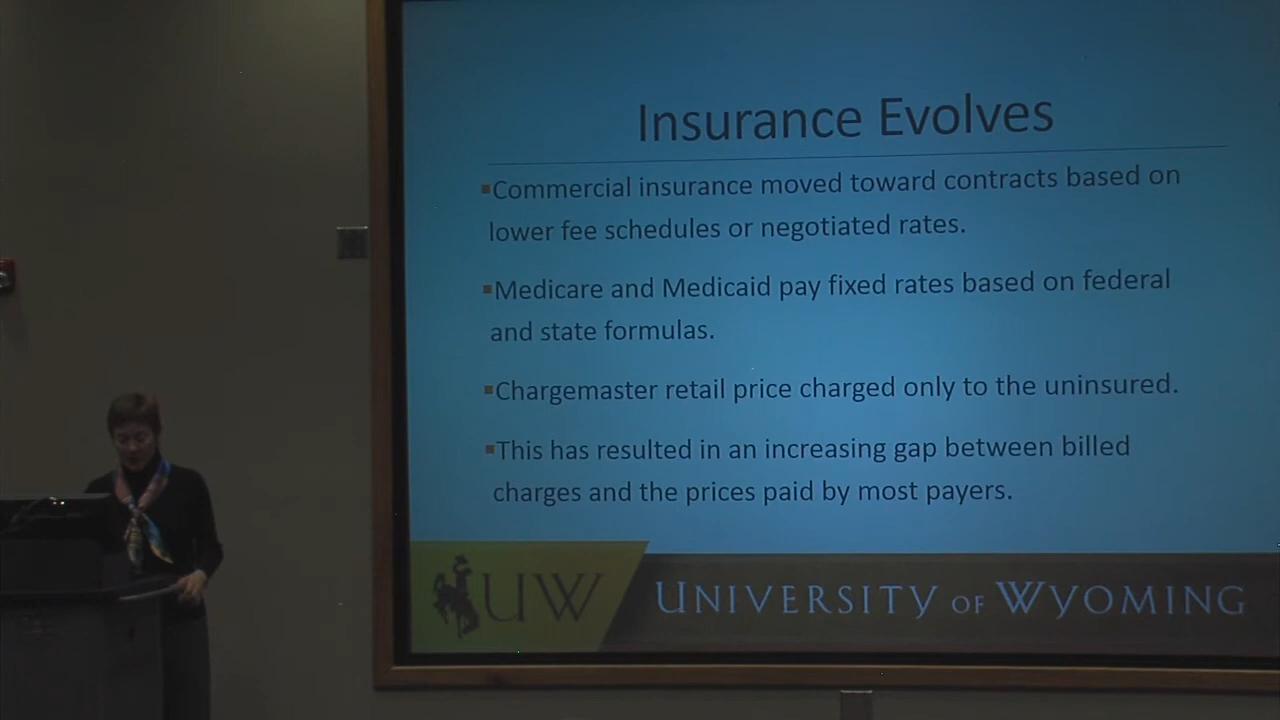 Insurance Evolves
▪Commercial insurance moved toward contracts based on
lower fee schedules or negotiated rates.
▪Medicare and Medicaid pay fixed rates based on federal
and state formulas.
▪Chargemaster retail price charged only to the uninsured.
▪This has resulted in an increasing gap between billed
charges and the prices paid by most payers.
UW UNIVERSITY OF WYOMING